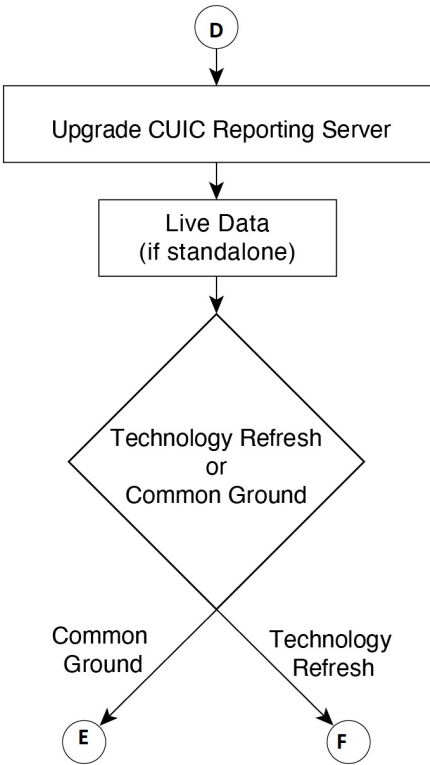 D
Upgrade CUIC Reporting Server
Live Data
(if standalone)
Technology Refresh
or
Common Ground
Common
Ground
Technology
Refresh
E
F